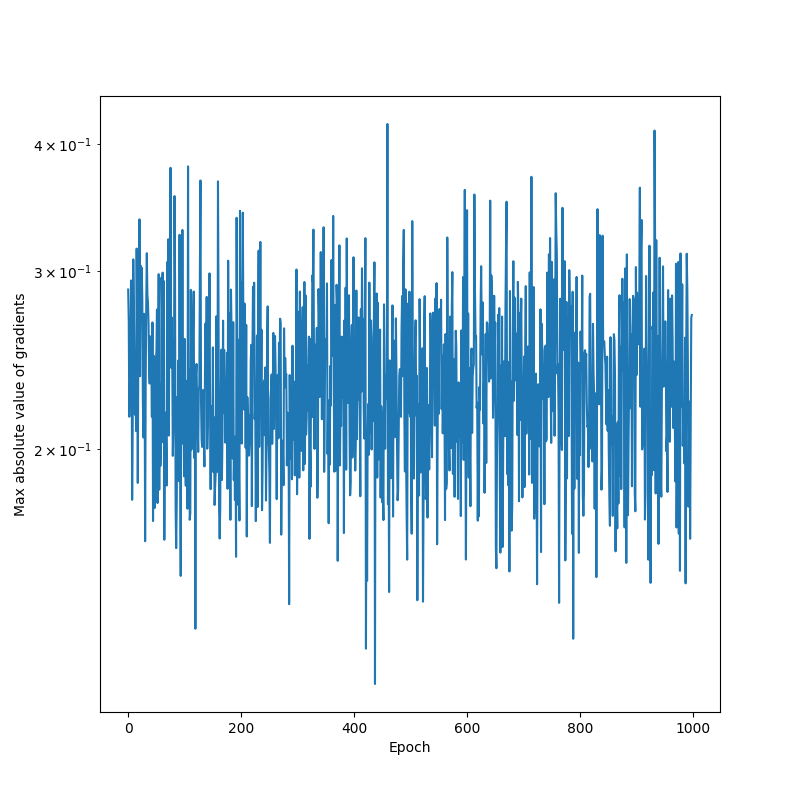 Max absolute value of gradients
4 × 10⁻¹
3 × 10⁻¹
2 × 10⁻¹
0 200 400 600 800 1000
Epoch